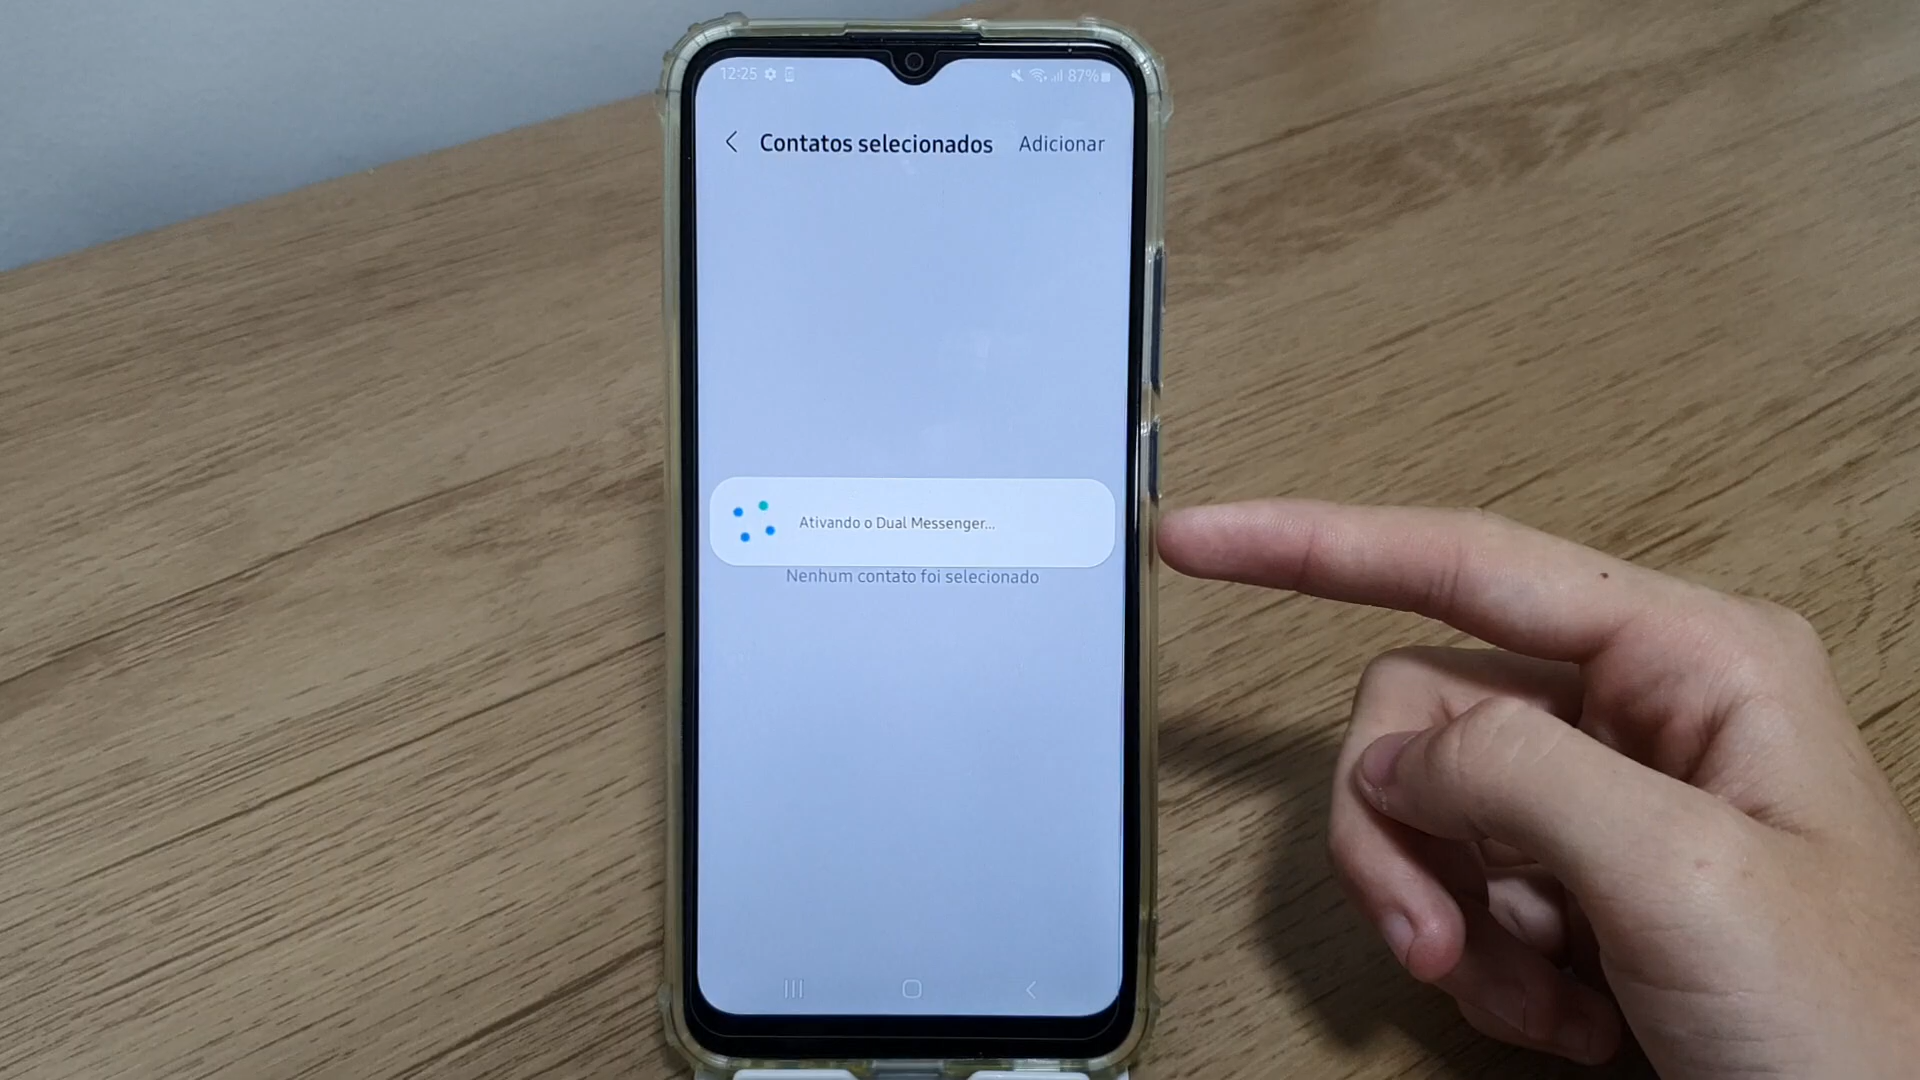 12:25 87%
Contatos selecionados Adicionar
Ativando o Dual Messenger...
Nenhum contato foi selecionado